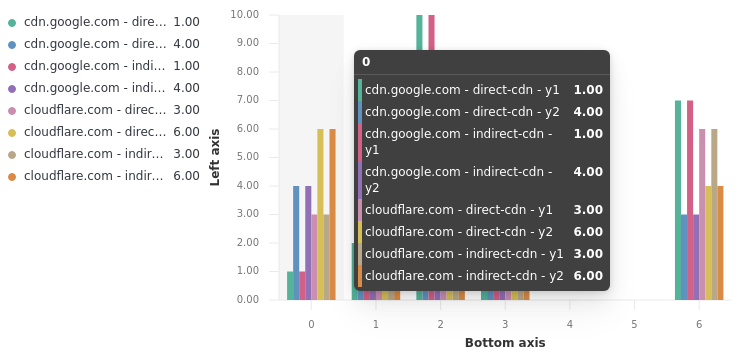 cdn.google.com - direc… 1.00
cdn.google.com - dire… 4.00
cdn.google.com - indi… 1.00
cdn.google.com - indi… 4.00
cloudflare.com - direc… 3.00
cloudflare.com - direc… 6.00
cloudflare.com - indir… 3.00
cloudflare.com - indir… 6.00
Left axis
10.00
9.00
8.00
7.00
6.00
5.00
4.00
3.00
2.00
1.00
0.00
0
cdn.google.com - direct-cdn - y1 1.00
cdn.google.com - direct-cdn - y2 4.00
cdn.google.com - indirect-cdn - 1.00
y1
cdn.google.com - indirect-cdn - 4.00
y2
cloudflare.com - direct-cdn - y1 3.00
cloudflare.com - direct-cdn - y2 6.00
cloudflare.com - indirect-cdn - y1 3.00
cloudflare.com - indirect-cdn - y2 6.00
0 1 2 3 4 5 6
Bottom axis